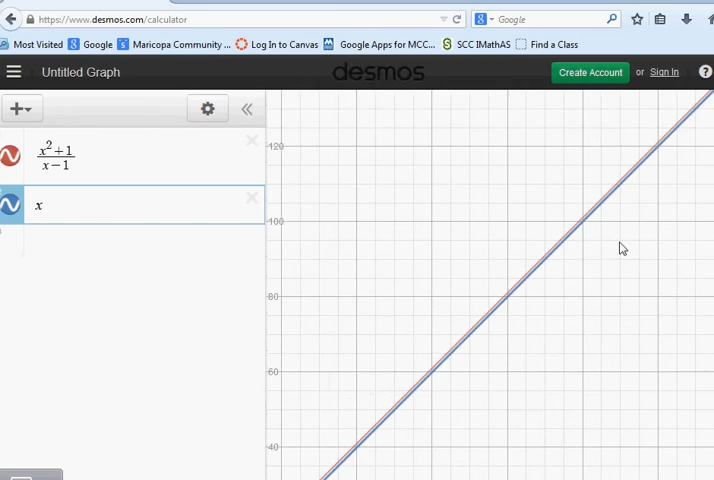 https://www.desmos.com/calculator
Google
Most Visited Google Maricopa Community ... Log In to Canvas Google Apps for MCC... SCC IMathAS Find a Class
Untitled Graph desmos Create Account or Sign In ?
x² + 1
x − 1
x
120
100
80
60
40